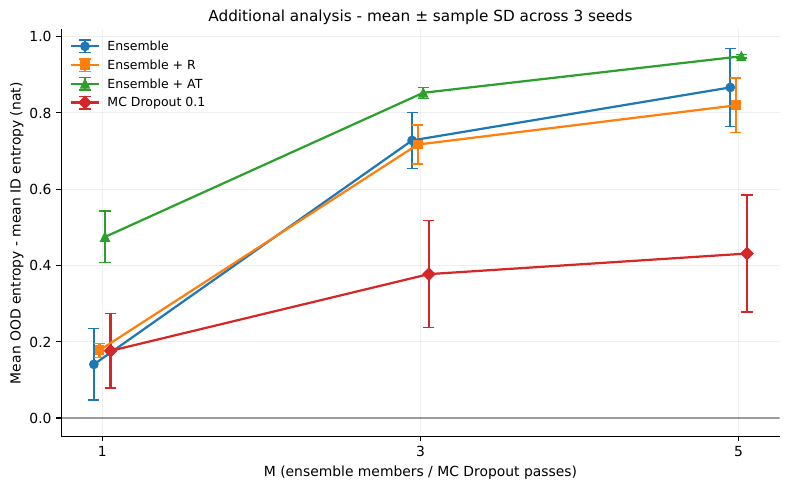 Additional analysis - mean ± sample SD across 3 seeds
Mean OOD entropy - mean ID entropy (nat)
1.0
0.8
0.6
0.4
0.2
0.0
Ensemble
Ensemble + R
Ensemble + AT
MC Dropout 0.1
1
3
5
M (ensemble members / MC Dropout passes)